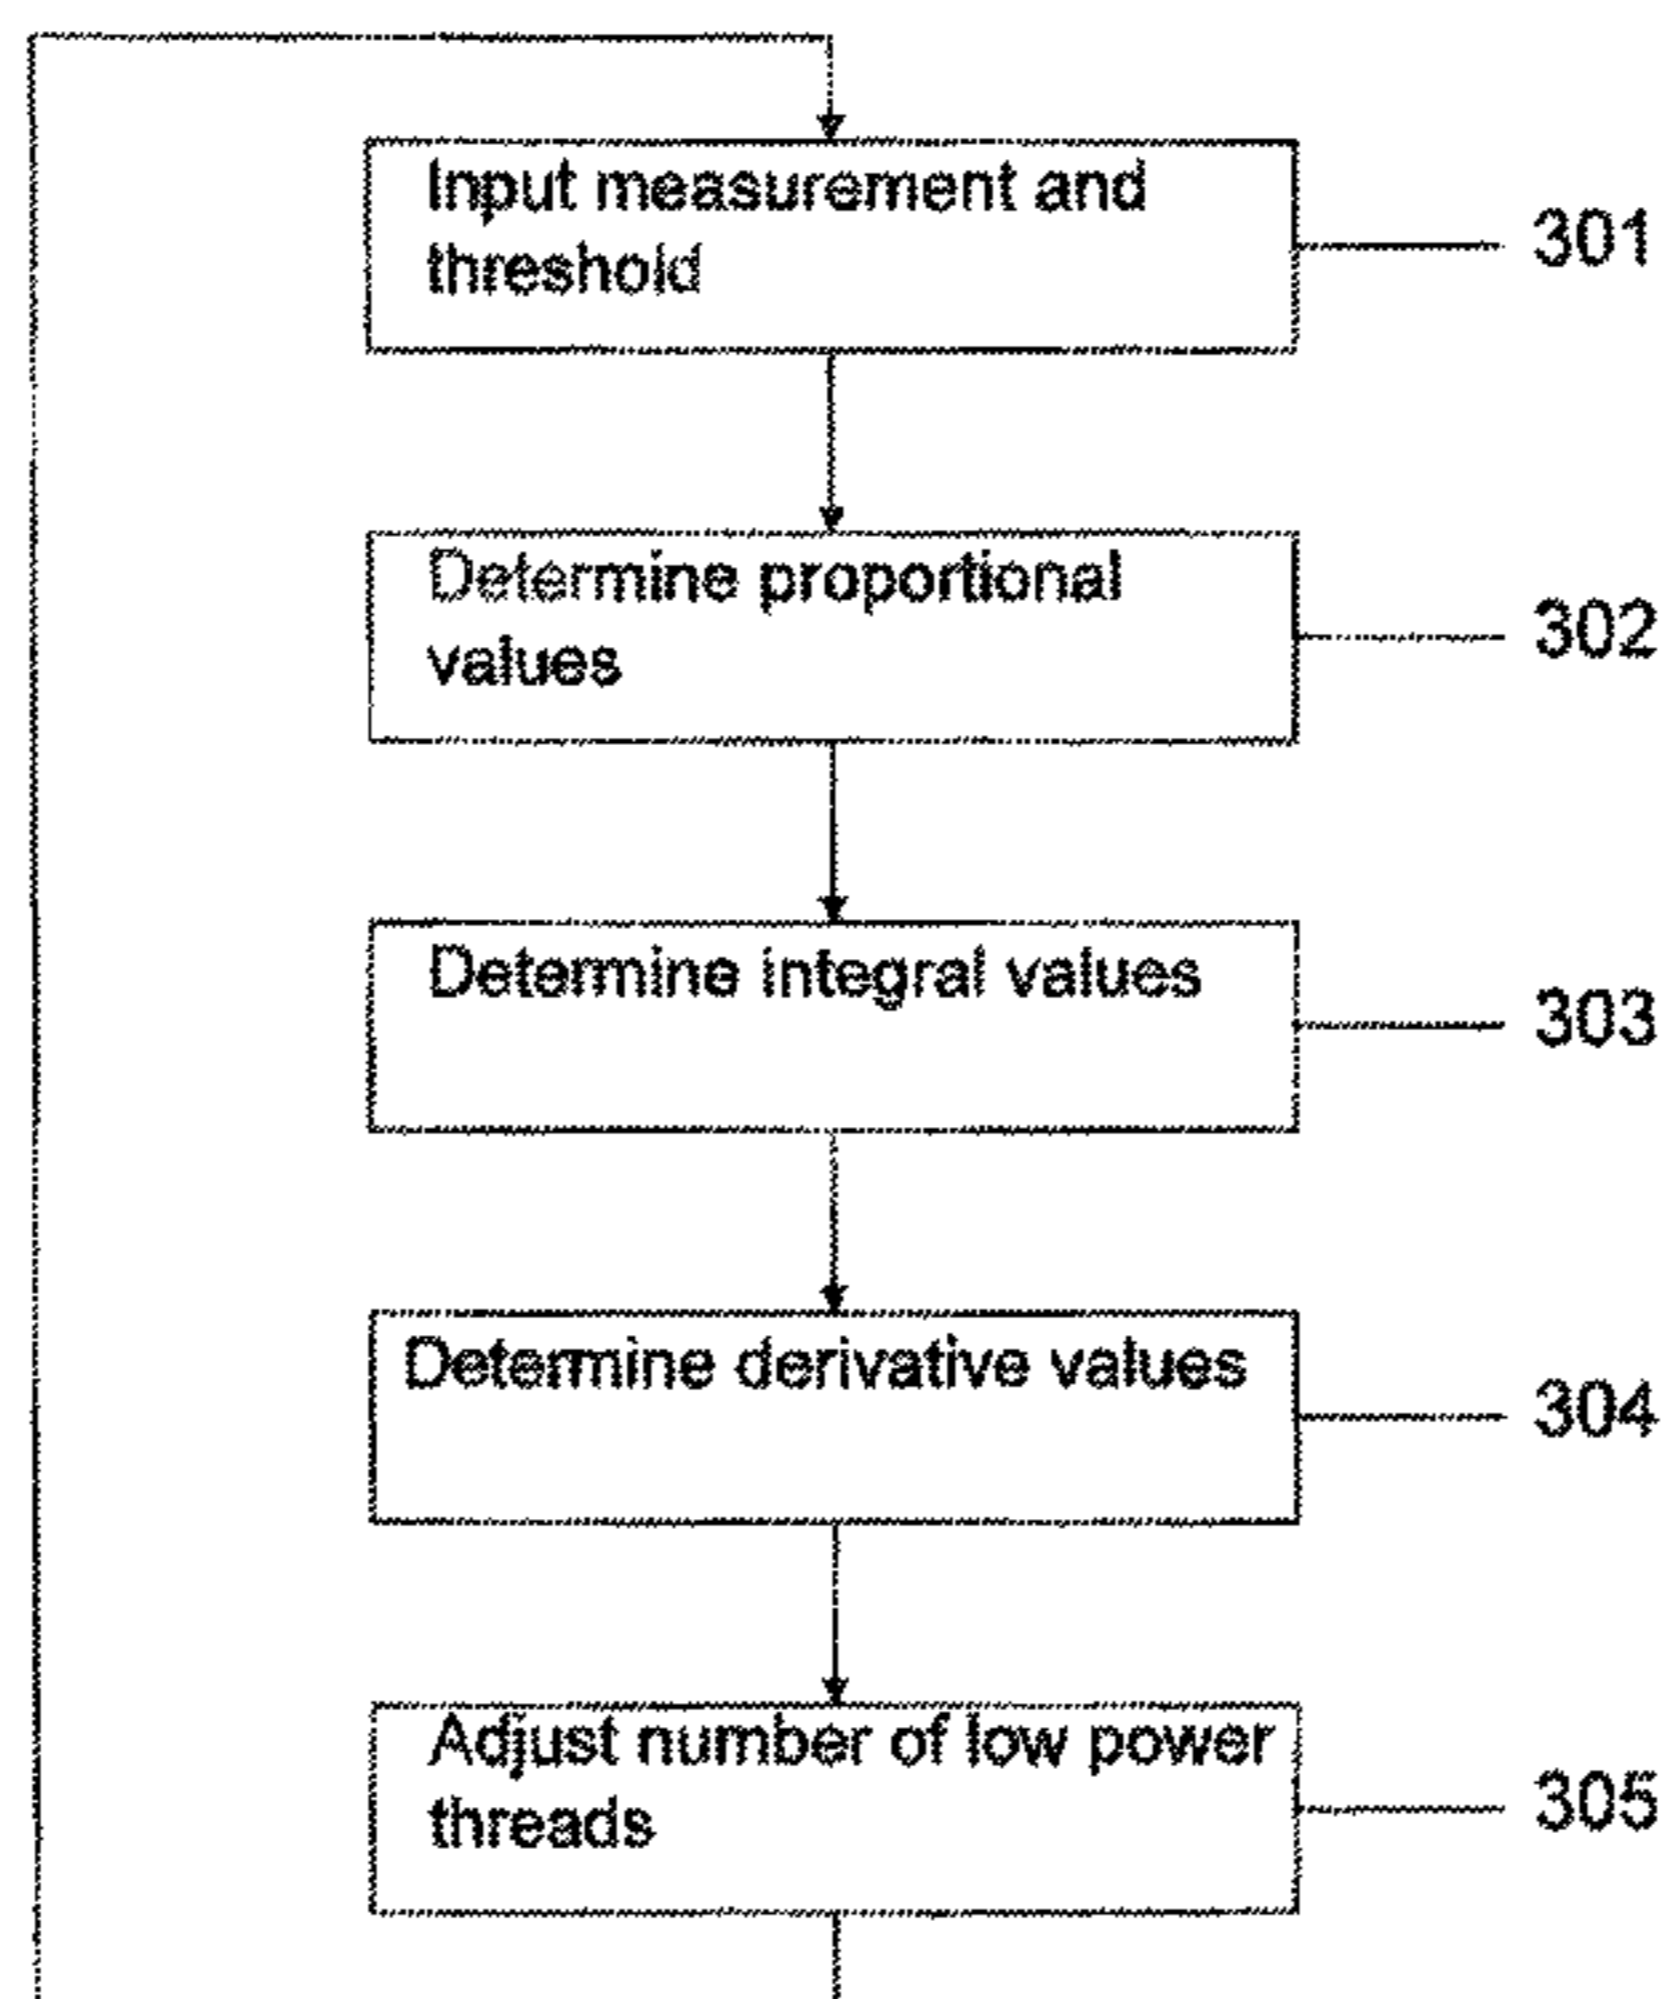 Input measurement and
threshold
301
Determine proportional
values
302
Determine integral values
303
Determine derivative values
304
Adjust number of low power
threads
305